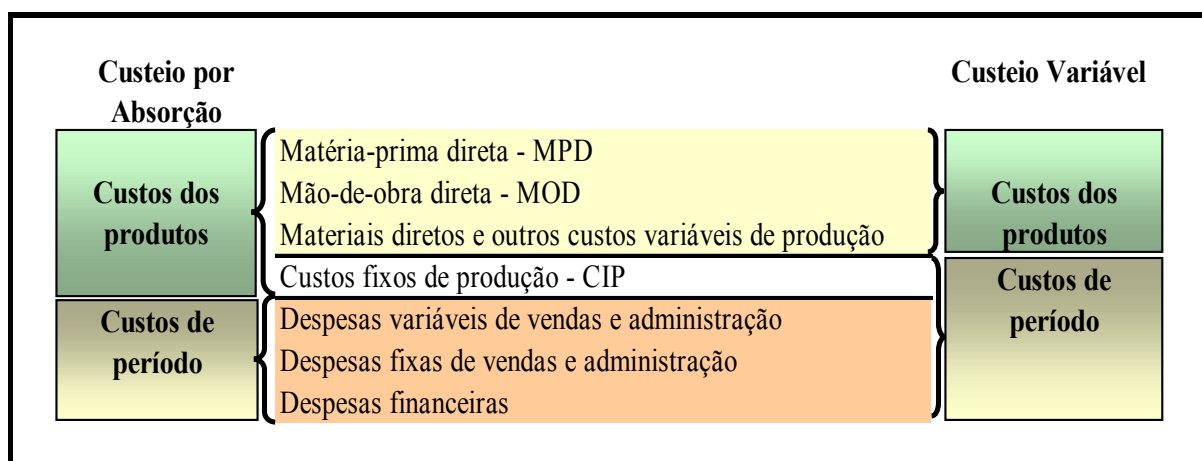 Custeio por
Absorção
Custeio Variável
Custos dos
produtos
Matéria-prima direta - MPD
Mão-de-obra direta - MOD
Materiais diretos e outros custos variáveis de produção
Custos fixos de produção - CIP
Custos dos
produtos
Custos de
período
Despesas variáveis de vendas e administração
Despesas fixas de vendas e administração
Despesas financeiras
Custos de
período